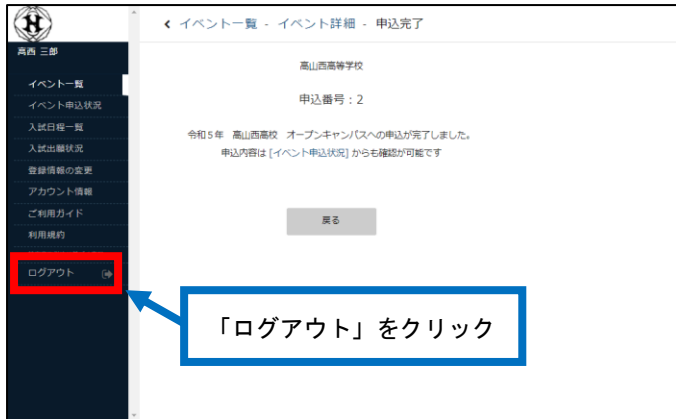 イベント一覧 - イベント詳細 - 申込完了
高西 三郎
イベント一覧
イベント申込状況
入試日程一覧
入試出願状況
登録情報の変更
アカウント情報
ご利用ガイド
利用規約
ログアウト
高山西高等学校
申込番号：2
令和5年 高山西高校 オープンキャンパスへの申込が完了しました。
申込内容は [イベント申込状況] からも確認が可能です
戻る
「ログアウト」をクリック